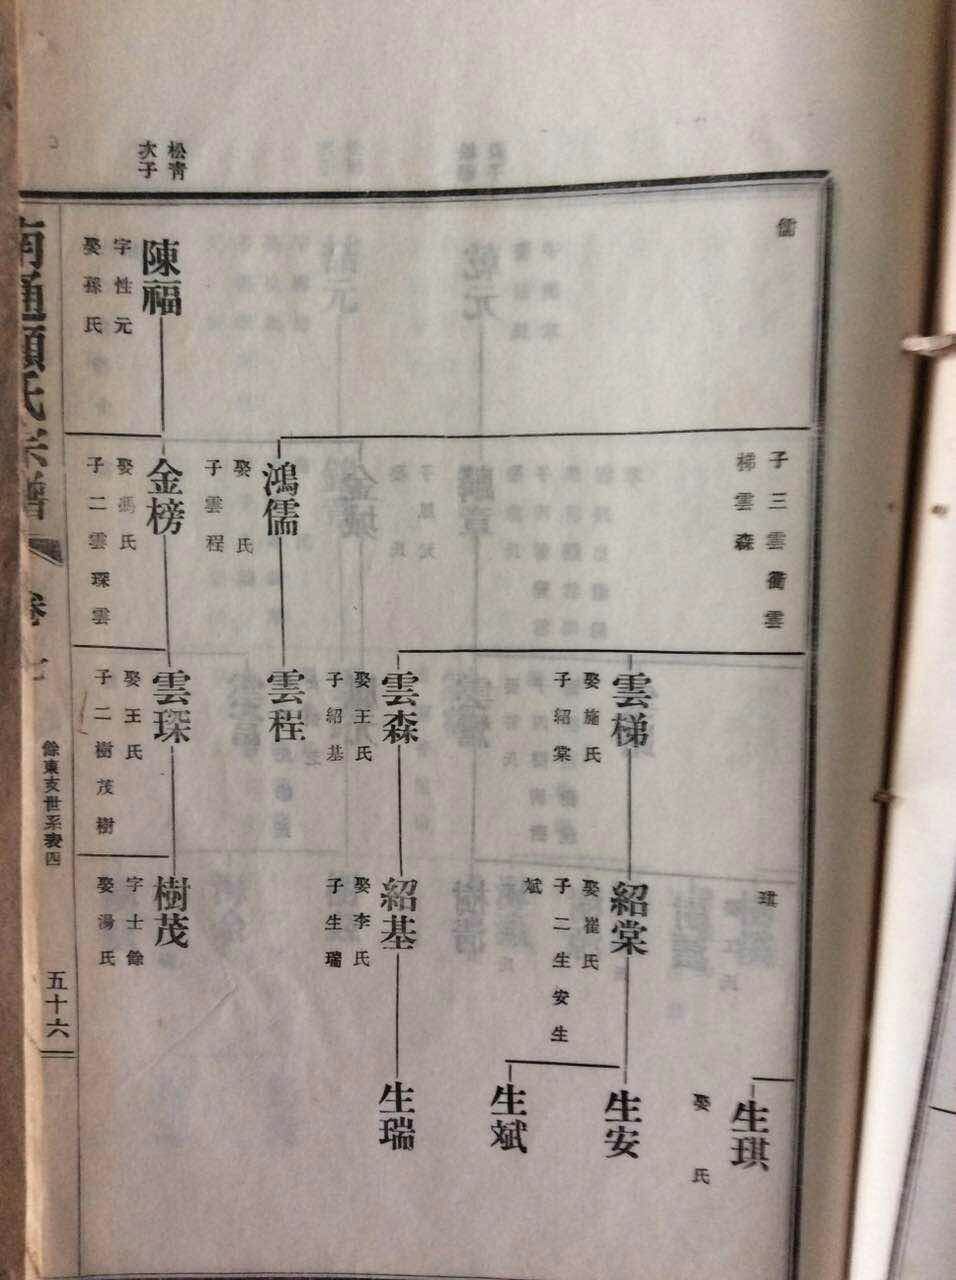 儒
子三雲衢雲
梯雲森
雲梯
娶施氏
子紹棠
琪
紹棠
娶崔氏
子二生安生
斌
生琪
娶 氏
生安
生斌
鴻儒
娶 氏
子雲程
雲森
娶王氏
子紹基
雲程
紹基
娶李氏
子生瑞
生瑞
松青
次子
陳福
字性元
娶孫氏
金榜
娶馮氏
子二雲琛雲
雲琛
娶王氏
子二樹茂樹
樹茂
字士餘
娶湯氏
南通顧氏宗譜
卷七
餘東支世系表四
五十六